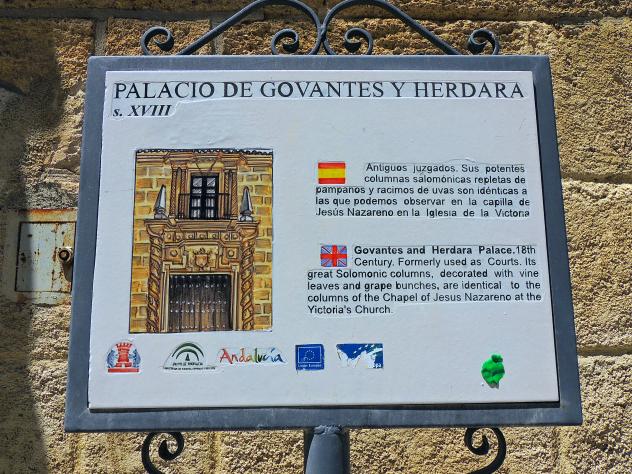 PALACIO DE GOVANTES Y HERDARA
s. XVIII
Antiguos juzgados. Sus potentes
columnas salomónicas repletas de
pámpanos y racimos de uvas son idénticas a
las que podemos observar en la capilla de
Jesús Nazareno en la Iglesia de la Victoria
Govantes and Herdara Palace.18th
Century. Formerly used as Courts. Its
great Solomonic columns, decorated with vine
leaves and grape bunches, are identical to the
columns of the Chapel of Jesus Nazareno at the
Victoria's Church.
Andalucía